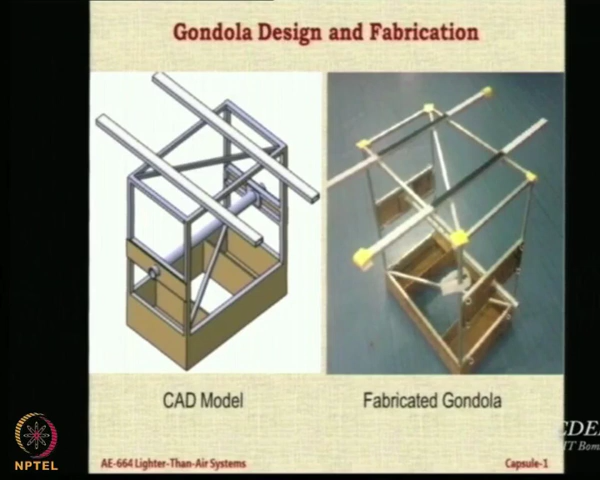 Gondola Design and Fabrication
CAD Model
Fabricated Gondola
NPTEL
AE-664 Lighter-Than-Air Systems
Capsule-1